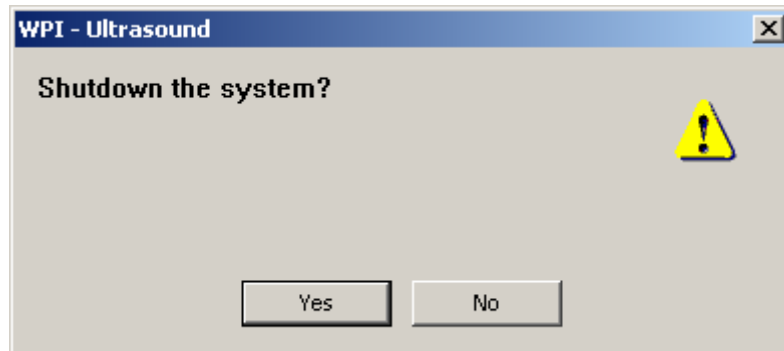 WPI - Ultrasound
Shutdown the system?
Yes
No